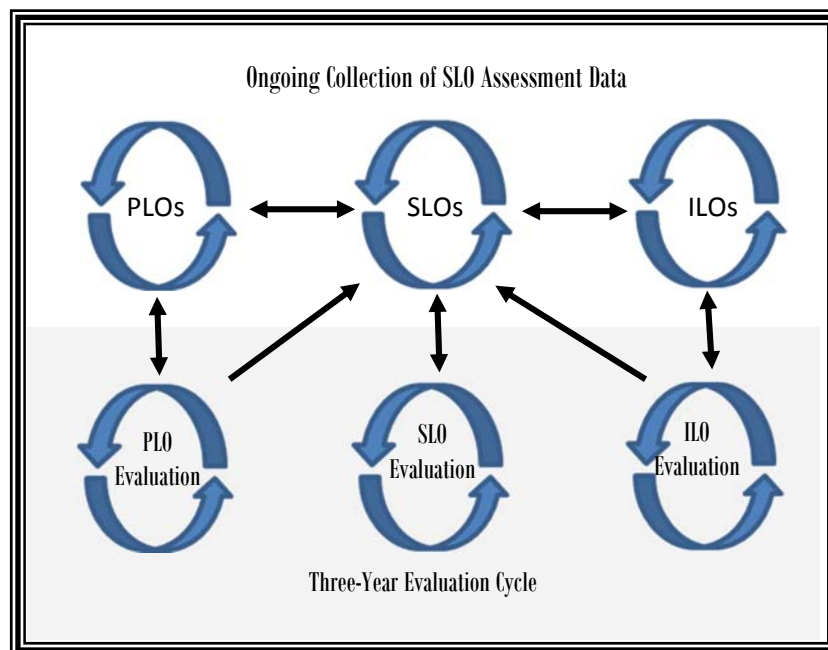 Ongoing Collection of SLO Assessment Data
PLOs
SLOs
ILOs
PLO
Evaluation
SLO
Evaluation
ILO
Evaluation
Three-Year Evaluation Cycle